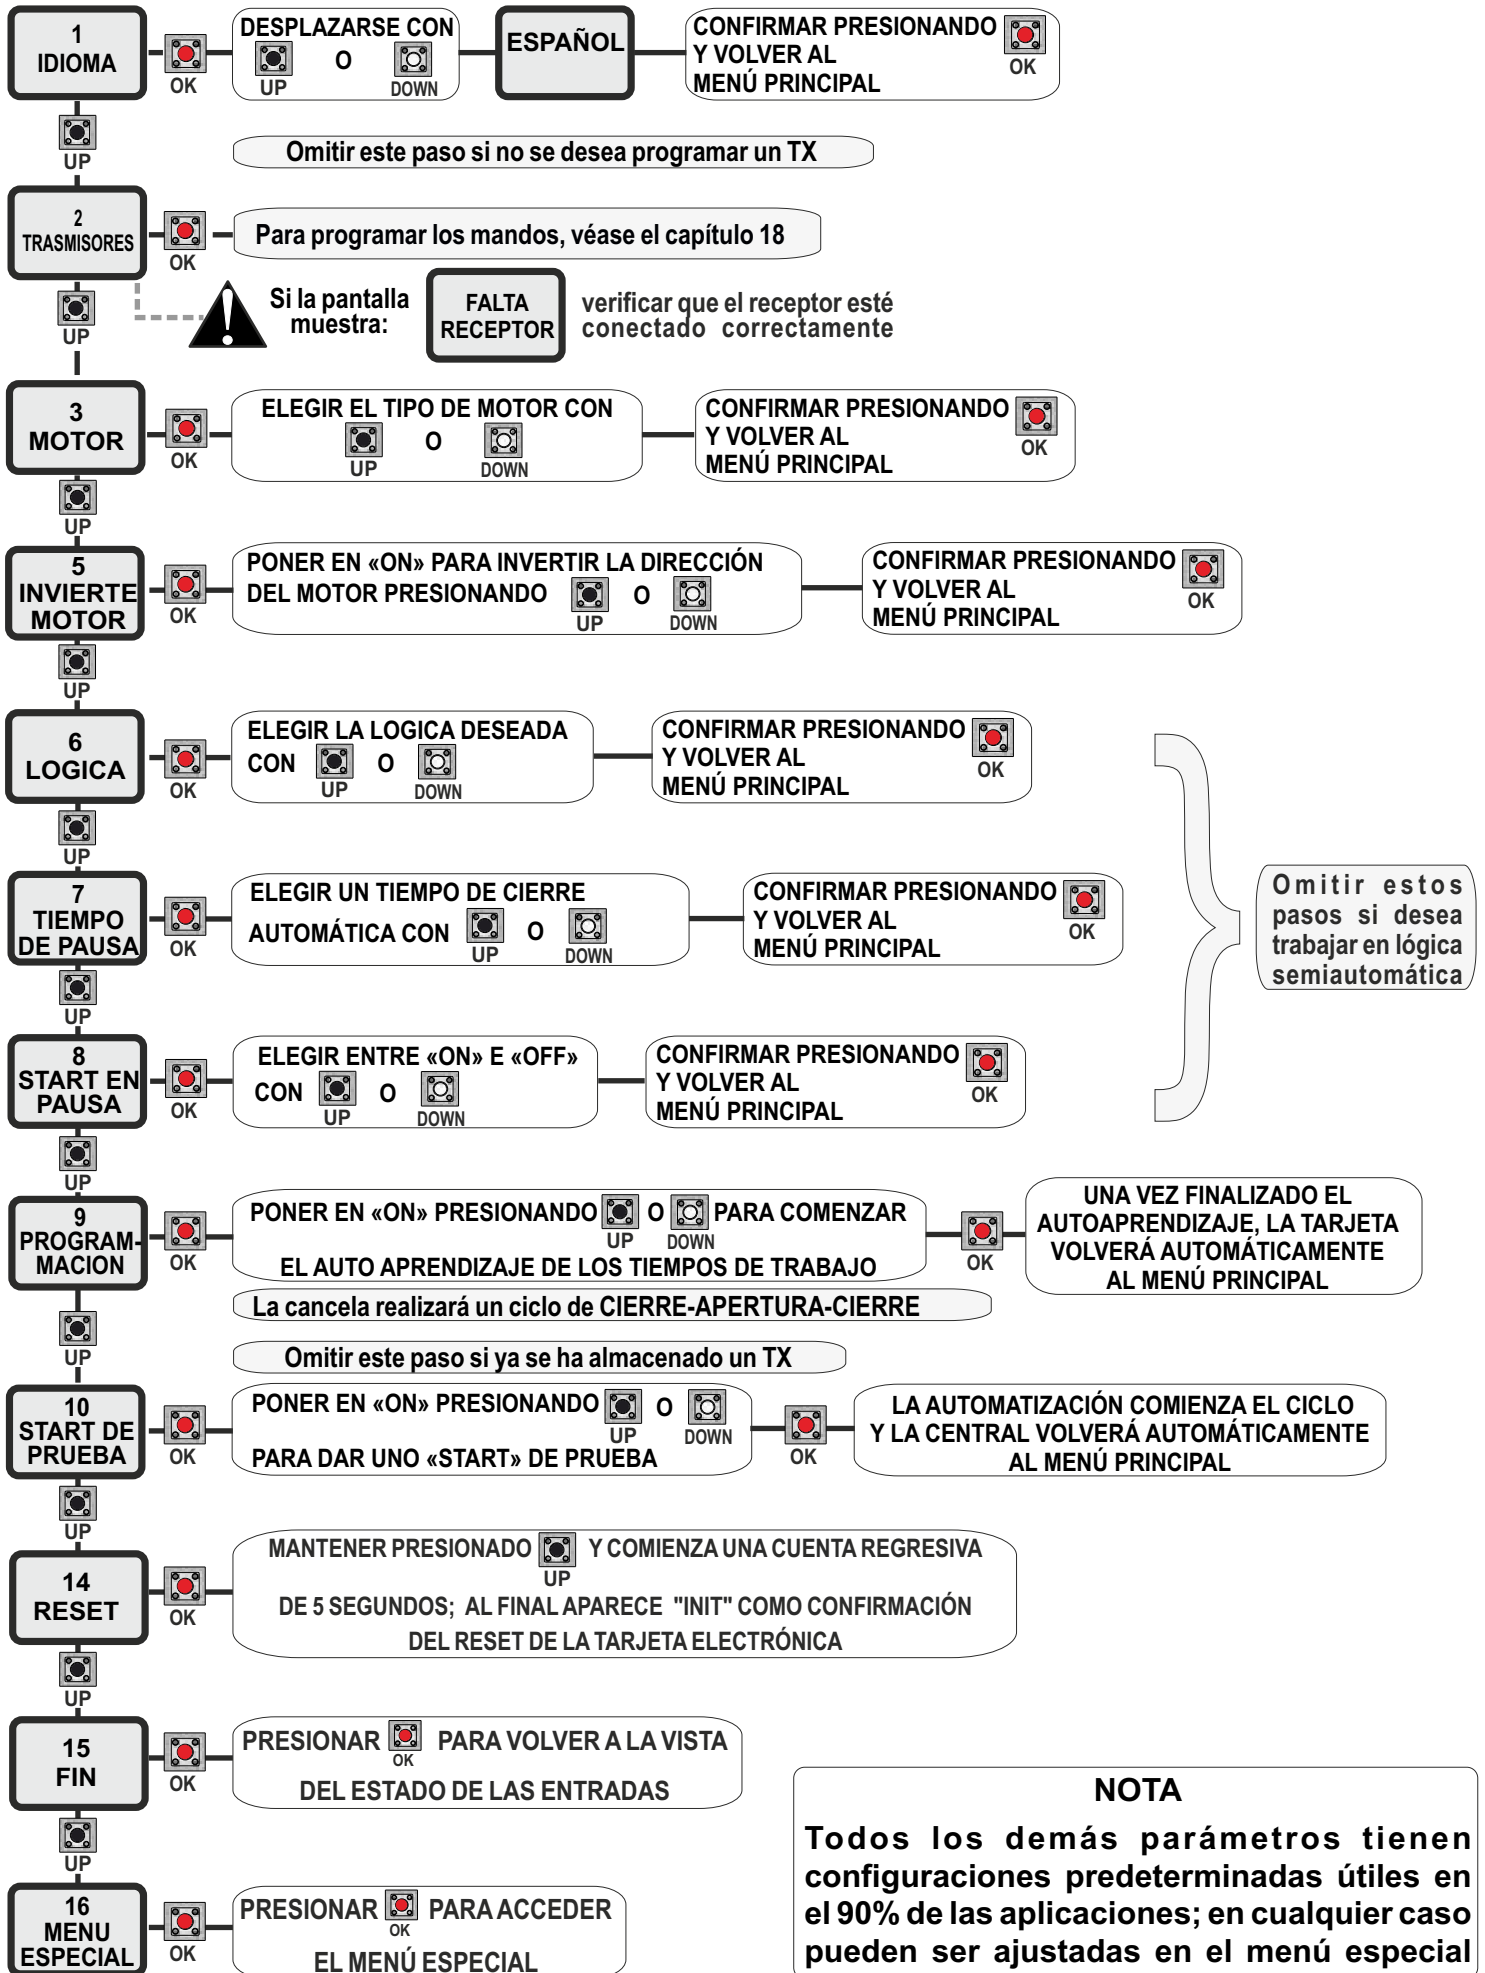 1
IDIOMA
OK
DESPLAZARSE CON
O
UP
DOWN
ESPAÑOL
CONFIRMAR PRESIONANDO
Y VOLVER AL
MENÚ PRINCIPAL
OK
UP
Omitir este paso si no se desea programar un TX
2
TRASMISORES
OK
Para programar los mandos, véase el capítulo 18
UP
Si la pantalla
muestra:
FALTA
RECEPTOR
verificar que el receptor esté
conectado correctamente
3
MOTOR
OK
ELEGIR EL TIPO DE MOTOR CON
O
UP
DOWN
CONFIRMAR PRESIONANDO
Y VOLVER AL
MENÚ PRINCIPAL
OK
UP
5
INVIERTE
MOTOR
OK
PONER EN «ON» PARA INVERTIR LA DIRECCIÓN
DEL MOTOR PRESIONANDO O
UP
DOWN
CONFIRMAR PRESIONANDO
Y VOLVER AL
MENÚ PRINCIPAL
OK
UP
6
LOGICA
OK
ELEGIR LA LOGICA DESEADA
CON O
UP
DOWN
CONFIRMAR PRESIONANDO
Y VOLVER AL
MENÚ PRINCIPAL
OK
UP
7
TIEMPO
DE PAUSA
OK
ELEGIR UN TIEMPO DE CIERRE
AUTOMÁTICA CON O
UP
DOWN
CONFIRMAR PRESIONANDO
Y VOLVER AL
MENÚ PRINCIPAL
OK
Omitir estos
pasos si desea
trabajar en lógica
semiautomática
UP
8
START EN
PAUSA
OK
ELEGIR ENTRE «ON» E «OFF»
CON O
UP
DOWN
CONFIRMAR PRESIONANDO
Y VOLVER AL
MENÚ PRINCIPAL
OK
UP
9
PROGRAM-
MACION
OK
PONER EN «ON» PRESIONANDO O PARA COMENZAR
UP
DOWN
EL AUTO APRENDIZAJE DE LOS TIEMPOS DE TRABAJO
OK
UNA VEZ FINALIZADO EL
AUTOAPRENDIZAJE, LA TARJETA
VOLVERÁ AUTOMÁTICAMENTE
AL MENÚ PRINCIPAL
La cancela realizará un ciclo de CIERRE-APERTURA-CIERRE
UP
Omitir este paso si ya se ha almacenado un TX
10
START DE
PRUEBA
OK
PONER EN «ON» PRESIONANDO O
UP
DOWN
PARA DAR UNO «START» DE PRUEBA
OK
LA AUTOMATIZACIÓN COMIENZA EL CICLO
Y LA CENTRAL VOLVERÁ AUTOMÁTICAMENTE
AL MENÚ PRINCIPAL
UP
14
RESET
OK
MANTENER PRESIONADO Y COMIENZA UNA CUENTA REGRESIVA
UP
DE 5 SEGUNDOS; AL FINAL APARECE "INIT" COMO CONFIRMACIÓN
DEL RESET DE LA TARJETA ELECTRÓNICA
UP
15
FIN
OK
PRESIONAR PARA VOLVER A LA VISTA
OK
DEL ESTADO DE LAS ENTRADAS
UP
16
MENU
ESPECIAL
OK
PRESIONAR PARA ACCEDER
OK
EL MENÚ ESPECIAL
NOTA
Todos los demás parámetros tienen
configuraciones predeterminadas útiles en
el 90% de las aplicaciones; en cualquier caso
pueden ser ajustadas en el menú especial